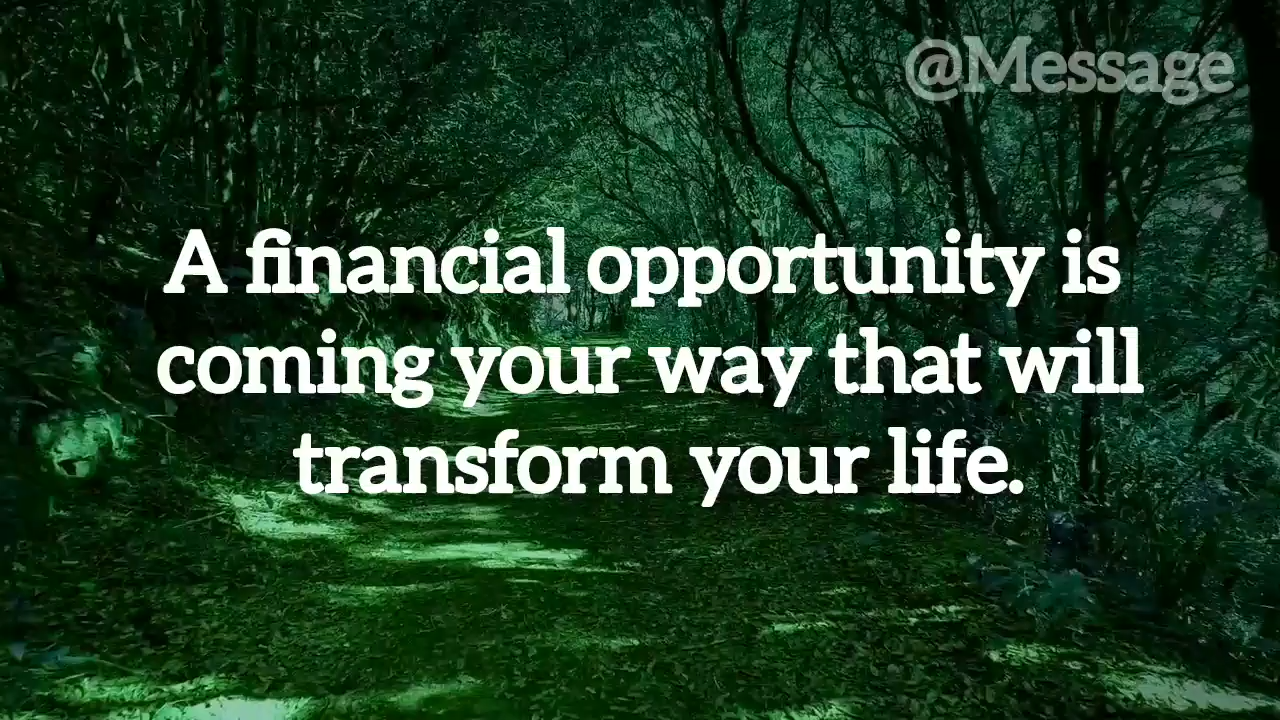 @Message
A financial opportunity is
coming your way that will
transform your life.